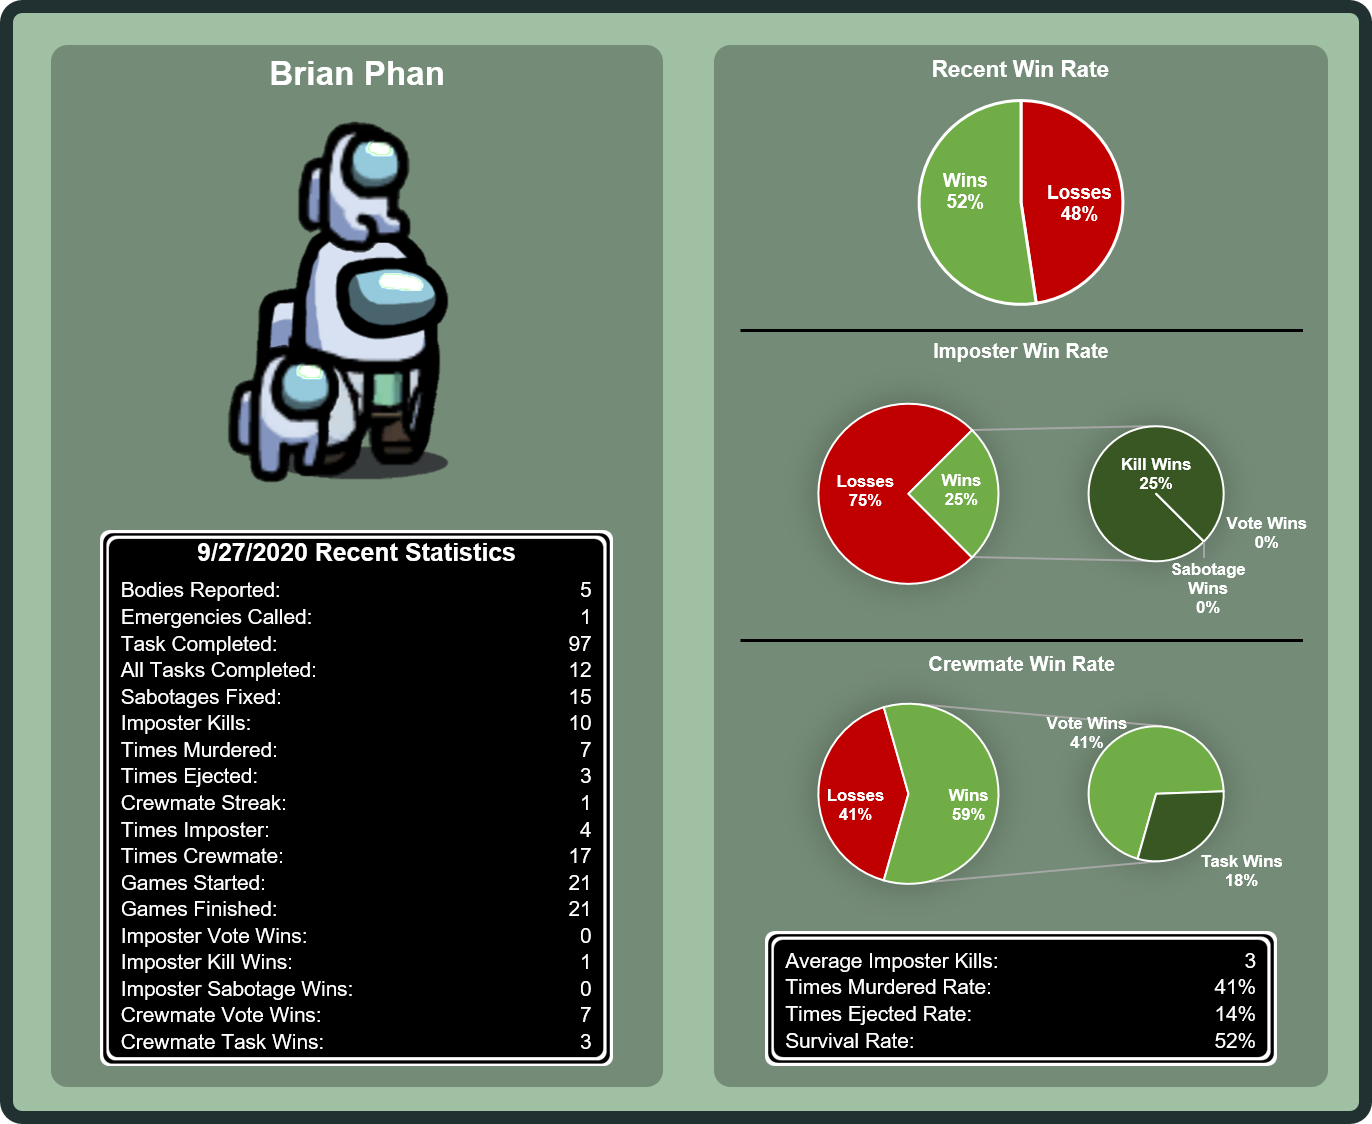 Brian Phan
9/27/2020 Recent Statistics
Bodies Reported: 5
Emergencies Called: 1
Task Completed: 97
All Tasks Completed: 12
Sabotages Fixed: 15
Imposter Kills: 10
Times Murdered: 7
Times Ejected: 3
Crewmate Streak: 1
Times Imposter: 4
Times Crewmate: 17
Games Started: 21
Games Finished: 21
Imposter Vote Wins: 0
Imposter Kill Wins: 1
Imposter Sabotage Wins: 0
Crewmate Vote Wins: 7
Crewmate Task Wins: 3
Recent Win Rate
Wins
52%
Losses
48%
Imposter Win Rate
Losses
75%
Wins
25%
Kill Wins
25%
Vote Wins
0%
Sabotage
Wins
0%
Crewmate Win Rate
Losses
41%
Wins
59%
Vote Wins
41%
Task Wins
18%
Average Imposter Kills: 3
Times Murdered Rate: 41%
Times Ejected Rate: 14%
Survival Rate: 52%